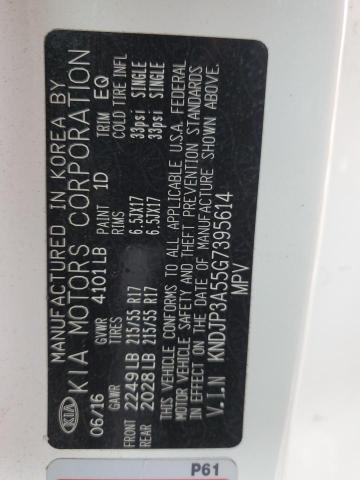 MANUFACTURED IN KOREA BY
KIA KIA MOTORS CORPORATION
06/16 GVWR 4101LB PAINT 1D TRIM EQ
GAWR TIRES RIMS COLD TIRE INFL
FRONT 2249LB 215/55 R17 6.5JX17 33psi SINGLE
REAR 2028LB 215/55 R17 6.5JX17 33psi SINGLE
THIS VEHICLE CONFORMS TO ALL APPLICABLE U.S.A. FEDERAL
MOTOR VEHICLE SAFETY AND THEFT PREVENTION STANDARDS
IN EFFECT ON THE DATE OF MANUFACTURE SHOWN ABOVE.
V.I.N KNDJP3A55G7395614
MPV
P61